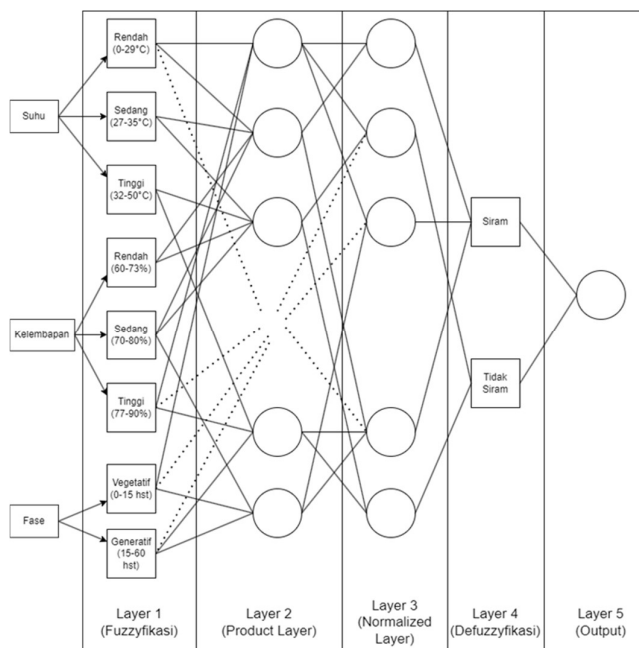 Suhu
Kelembapan
Fase
Rendah
(0-29°C)
Sedang
(27-35°C)
Tinggi
(32-50°C)
Rendah
(60-73%)
Sedang
(70-80%)
Tinggi
(77-90%)
Vegetatif
(0-15 hst)
Generatif
(15-60
hst)
Siram
Tidak
Siram
Layer 1
(Fuzzyfikasi)
Layer 2
(Product Layer)
Layer 3
(Normalized
Layer)
Layer 4
(Defuzzyfikasi)
Layer 5
(Output)